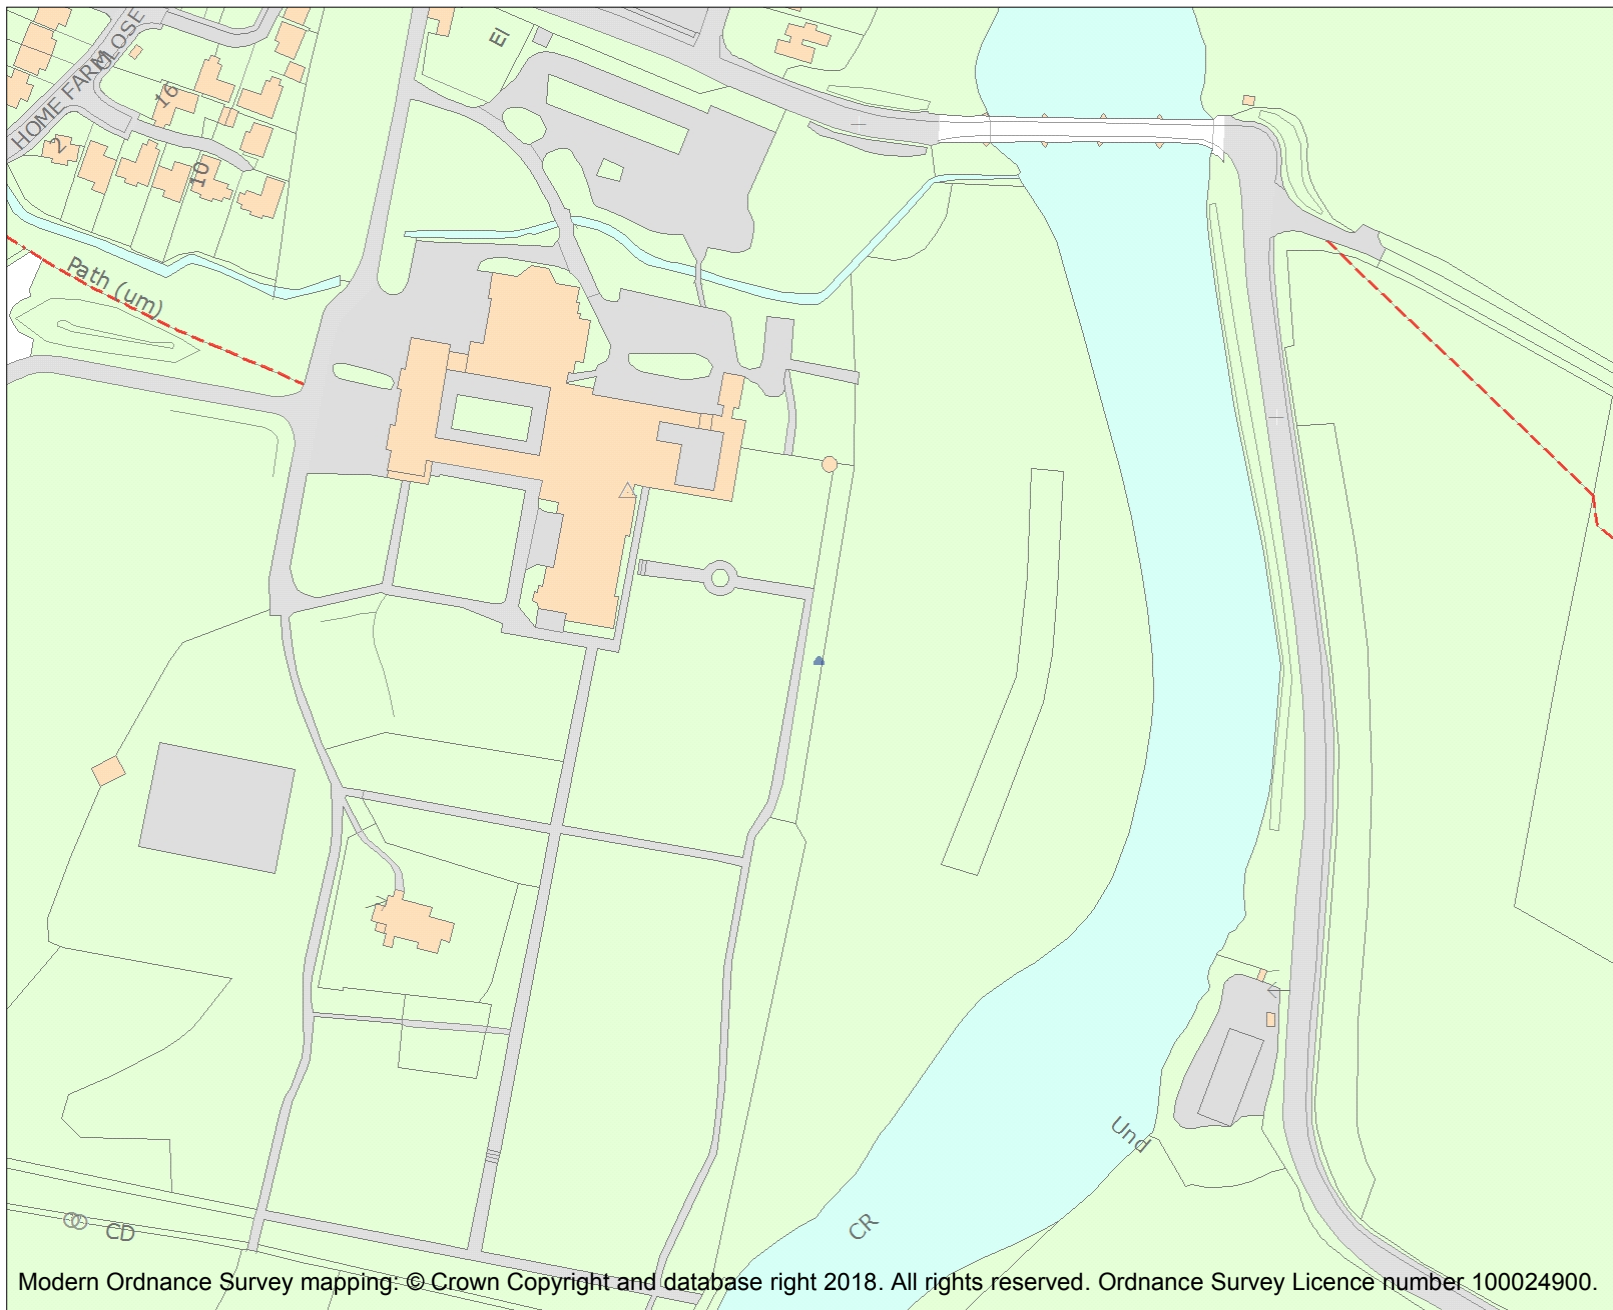 HOME FARM CLOSE
16
2
10
El
Path (um)
Und
CR
CD
Modern Ordnance Survey mapping: © Crown Copyright and database right 2018. All rights reserved. Ordnance Survey Licence number 100024900.